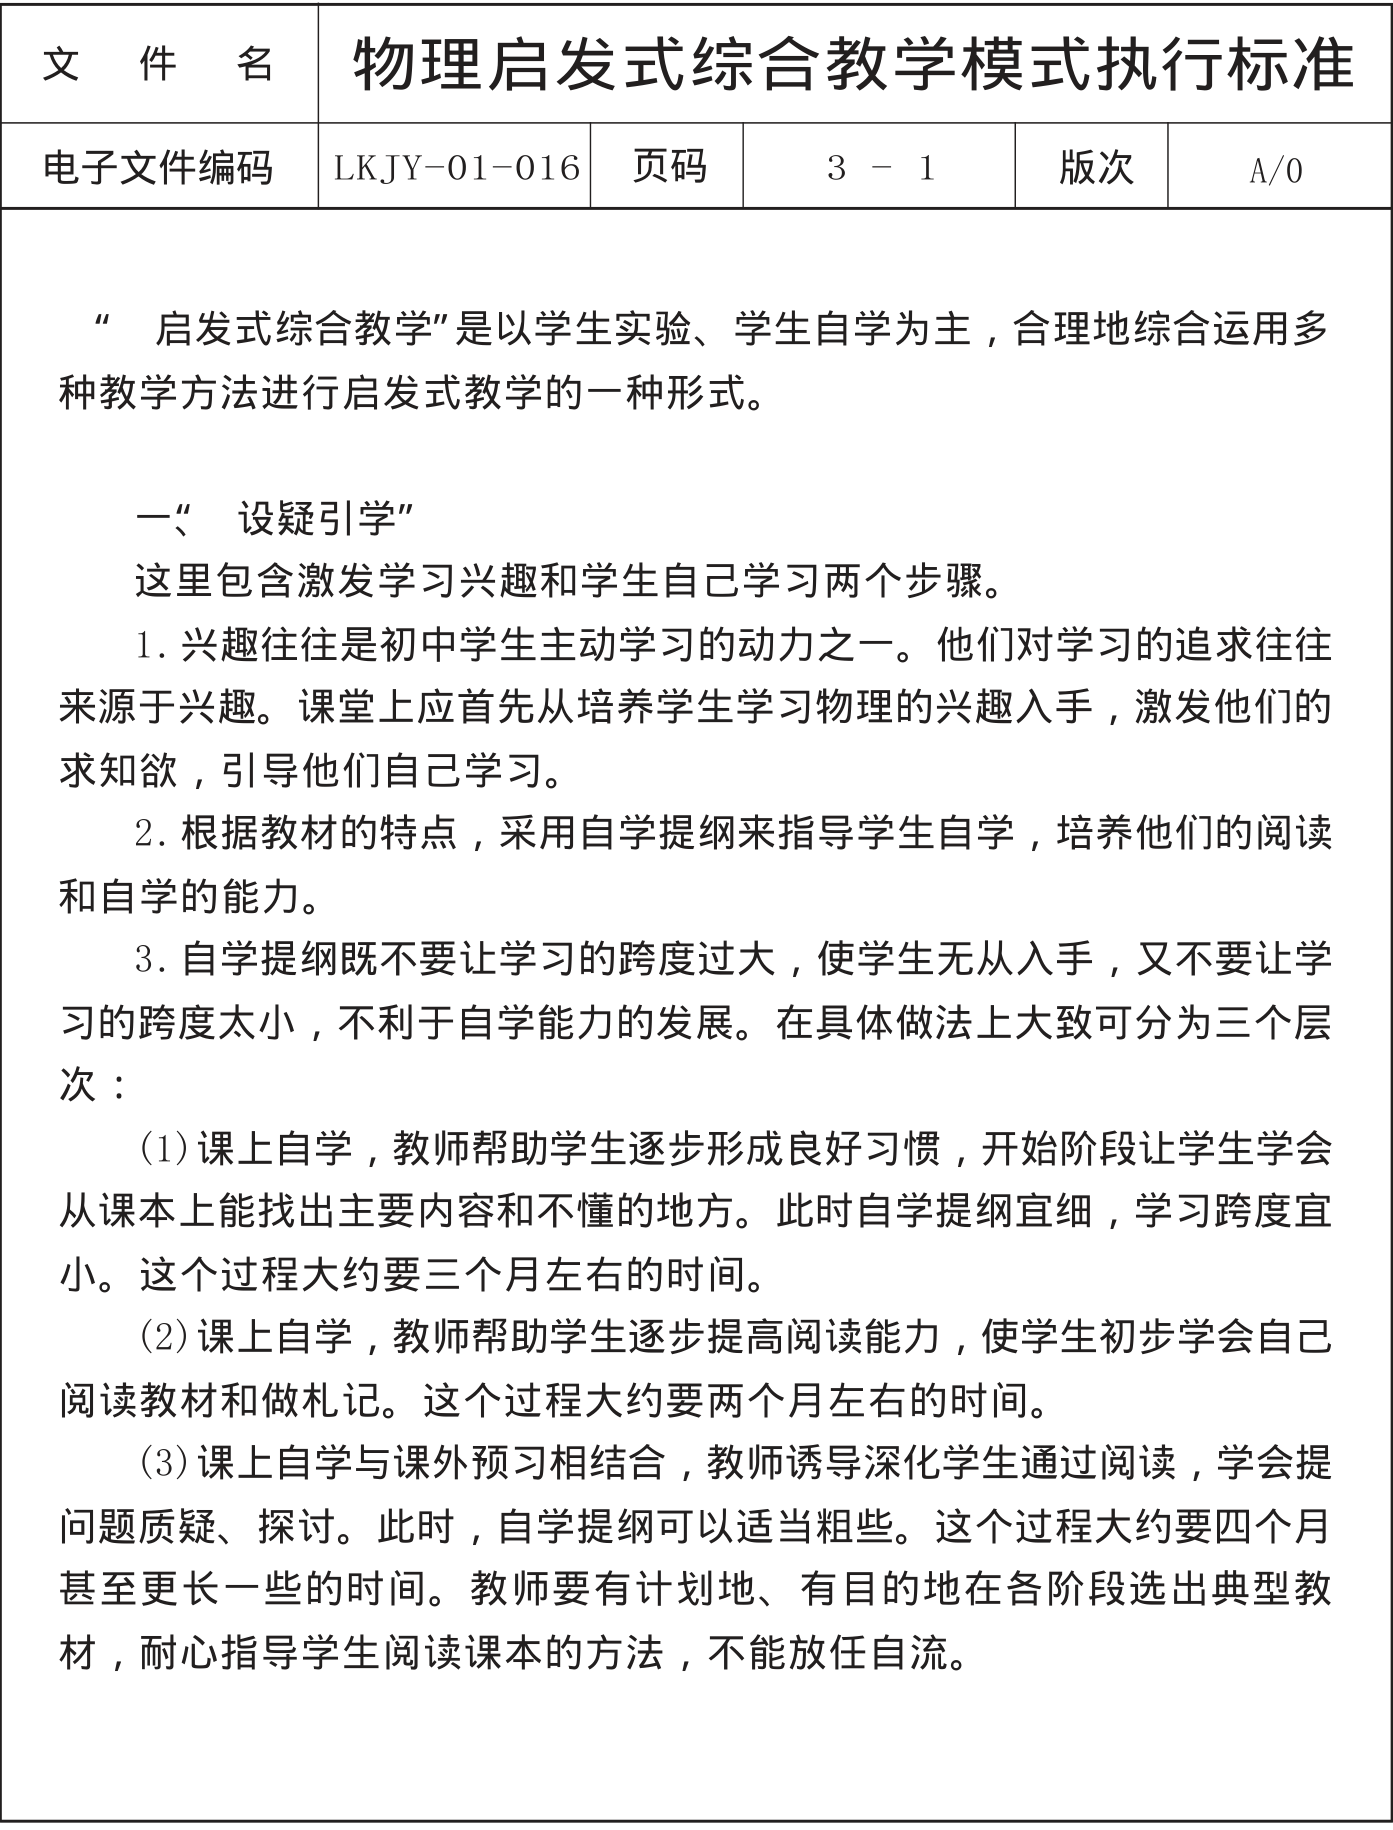 文 件 名 物理启发式综合教学模式执行标准
电子文件编码 LKJY-01-016 页码 3 - 1 版次 A/0
“ 启发式综合教学”是以学生实验、学生自学为主，合理地综合运用多
种教学方法进行启发式教学的一种形式。
一、“ 设疑引学”
这里包含激发学习兴趣和学生自己学习两个步骤。
1. 兴趣往往是初中学生主动学习的动力之一。他们对学习的追求往往
来源于兴趣。课堂上应首先从培养学生学习物理的兴趣入手，激发他们的
求知欲，引导他们自己学习。
2. 根据教材的特点，采用自学提纲来指导学生自学，培养他们的阅读
和自学的能力。
3. 自学提纲既不要让学习的跨度过大，使学生无从入手，又不要让学
习的跨度太小，不利于自学能力的发展。在具体做法上大致可分为三个层
次：
(1)课上自学，教师帮助学生逐步形成良好习惯，开始阶段让学生学会
从课本上能找出主要内容和不懂的地方。此时自学提纲宜细，学习跨度宜
小。这个过程大约要三个月左右的时间。
(2)课上自学，教师帮助学生逐步提高阅读能力，使学生初步学会自己
阅读教材和做札记。这个过程大约要两个月左右的时间。
(3)课上自学与课外预习相结合，教师诱导深化学生通过阅读，学会提
问题质疑、探讨。此时，自学提纲可以适当粗些。这个过程大约要四个月
甚至更长一些的时间。教师要有计划地、有目的地在各阶段选出典型教
材，耐心指导学生阅读课本的方法，不能放任自流。